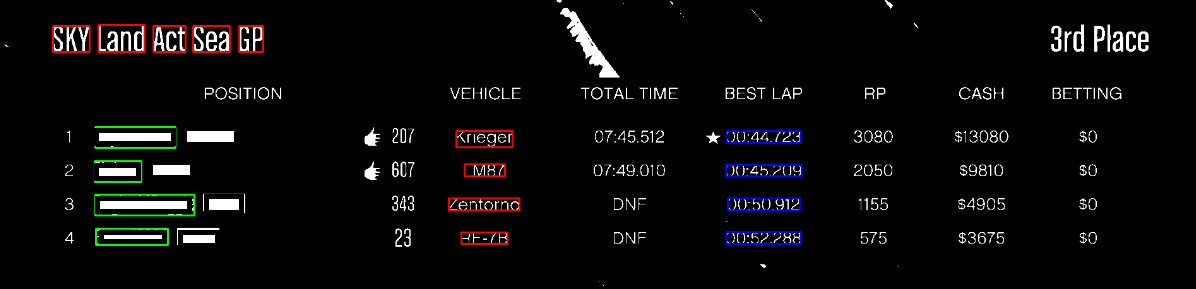 SKY Land Act Sea GP 3rd Place
POSITION VEHICLE TOTAL TIME BEST LAP RP CASH BETTING
1 207 Krieger 07:45.512 ★ 00:44.723 3080 $13080 $0
2 607 M87 07:49.010 00:45.209 2050 $9810 $0
3 343 Zentorno DNF 00:50.912 1155 $4905 $0
4 23 RE-7B DNF 00:52.288 575 $3675 $0